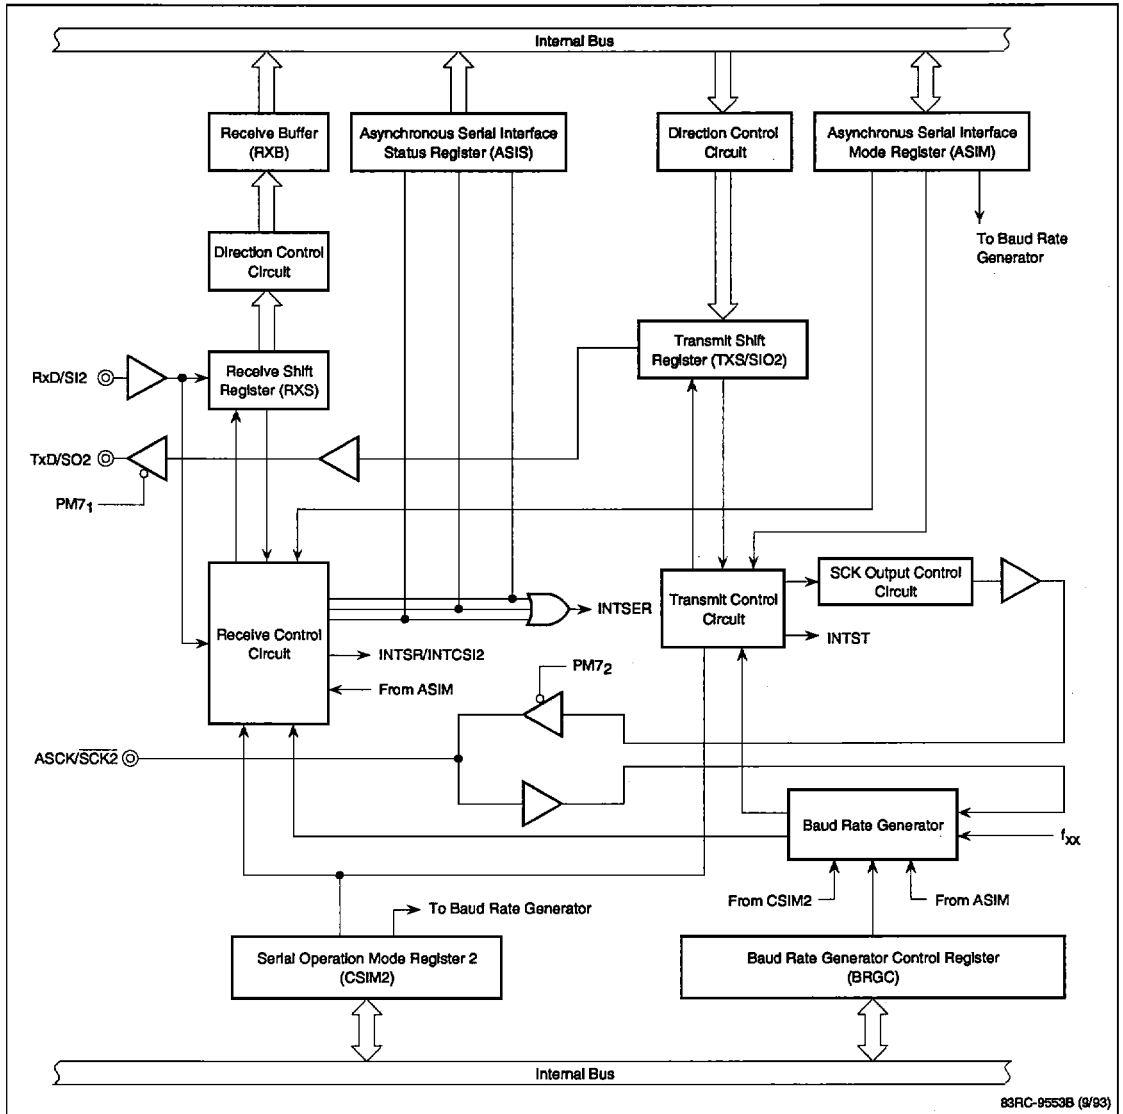 Internal Bus
Receive Buffer
(RXB)
Asynchronous Serial Interface
Status Register (ASIS)
Direction Control
Circuit
Asynchronus Serial Interface
Mode Register (ASIM)
To Baud Rate
Generator
Direction Control
Circuit
Transmit Shift
Register (TXS/SIO2)
RxD/SI2
Receive Shift
Register (RXS)
TxD/SO2
PM71
SCK Output Control
Circuit
Transmit Control
Circuit
INTSER
INTST
Receive Control
Circuit
INTSR/INTCSI2
From ASIM
PM72
ASCK/SCK2
Baud Rate Generator
fxx
From CSIM2
From ASIM
To Baud Rate Generator
Serial Operation Mode Register 2
(CSIM2)
Baud Rate Generator Control Register
(BRGC)
Internal Bus
83RC-9553B (9/93)